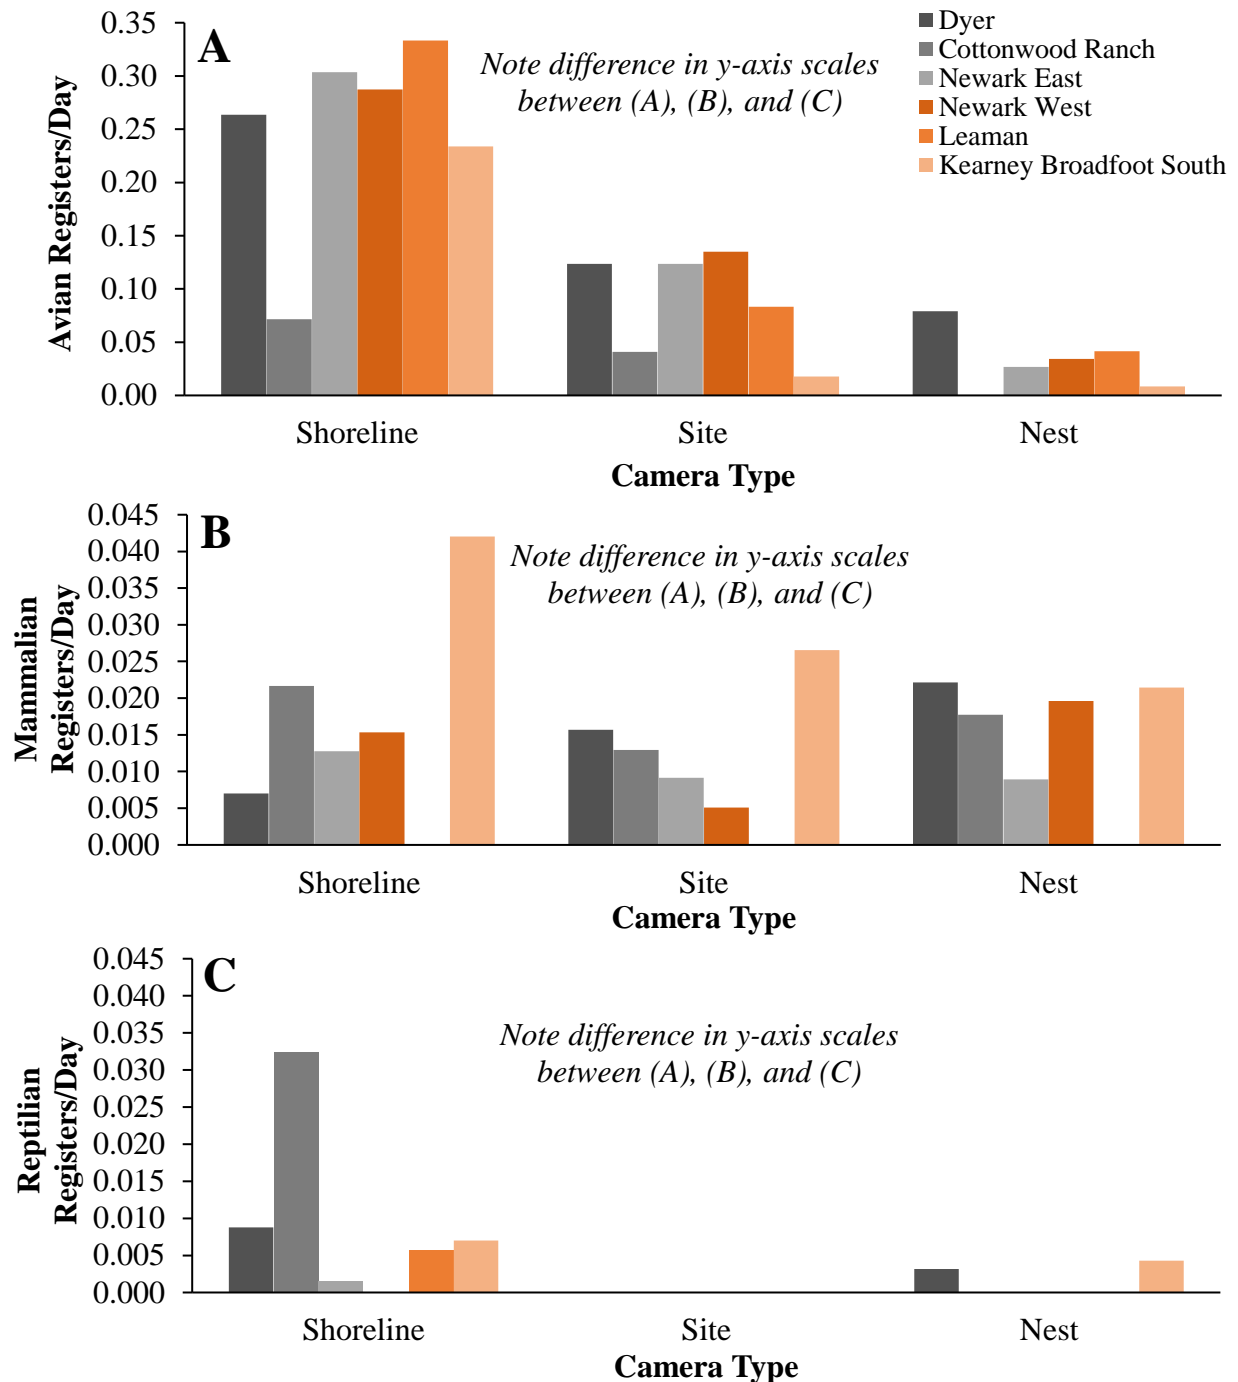 A
Note difference in y-axis scales
between (A), (B), and (C)
Dyer
Cottonwood Ranch
Newark East
Newark West
Leaman
Kearney Broadfoot South
Avian Registers/Day
0.35
0.30
0.25
0.20
0.15
0.10
0.05
0.00
Shoreline
Site
Nest
Camera Type
B
Note difference in y-axis scales
between (A), (B), and (C)
Mammalian
Registers/Day
0.045
0.040
0.035
0.030
0.025
0.020
0.015
0.010
0.005
0.000
Shoreline
Site
Nest
Camera Type
C
Note difference in y-axis scales
between (A), (B), and (C)
Reptilian
Registers/Day
0.045
0.040
0.035
0.030
0.025
0.020
0.015
0.010
0.005
0.000
Shoreline
Site
Nest
Camera Type